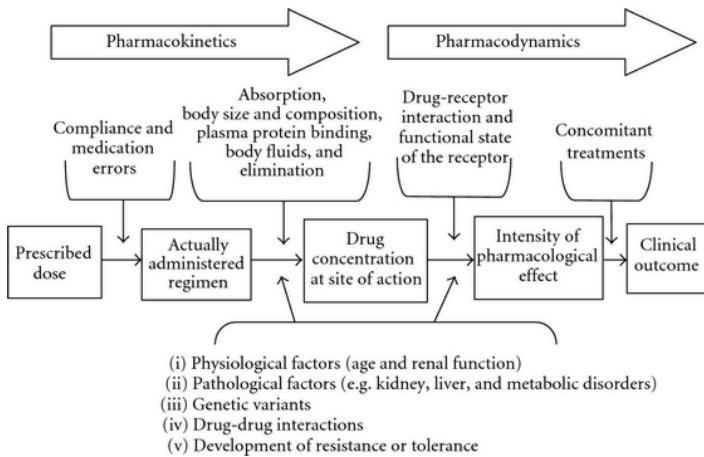 Pharmacokinetics
Pharmacodynamics
Compliance and
medication
errors
Absorption,
body size and composition,
plasma protein binding,
body fluids, and
elimination
Drug-receptor
interaction and
functional state
of the receptor
Concomitant
treatments
Prescribed
dose
Actually
administered
regimen
Drug
concentration
at site of action
Intensity of
pharmacological
effect
Clinical
outcome
(i) Physiological factors (age and renal function)
(ii) Pathological factors (e.g. kidney, liver, and metabolic disorders)
(iii) Genetic variants
(iv) Drug-drug interactions
(v) Development of resistance or tolerance